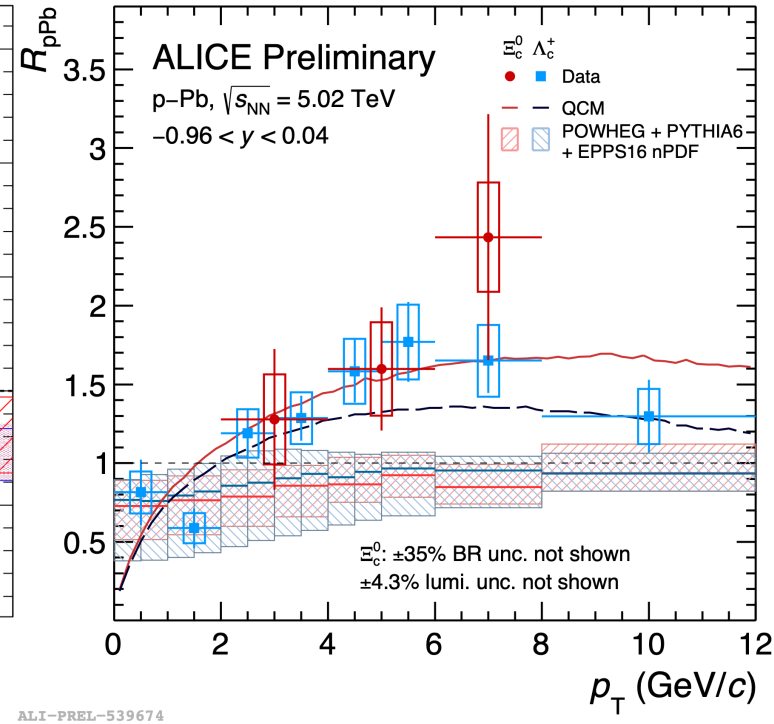 ALICE Preliminary
p−Pb, √sNN = 5.02 TeV
−0.96 < y < 0.04
Ξc0 Λc+
Data
QCM
POWHEG + PYTHIA6
+ EPPS16 nPDF
RpPb
3.5
3
2.5
2
1.5
1
0.5
Ξc0: ±35% BR unc. not shown
±4.3% lumi. unc. not shown
0 2 4 6 8 10 12
pT (GeV/c)
ALI-PREL-539674